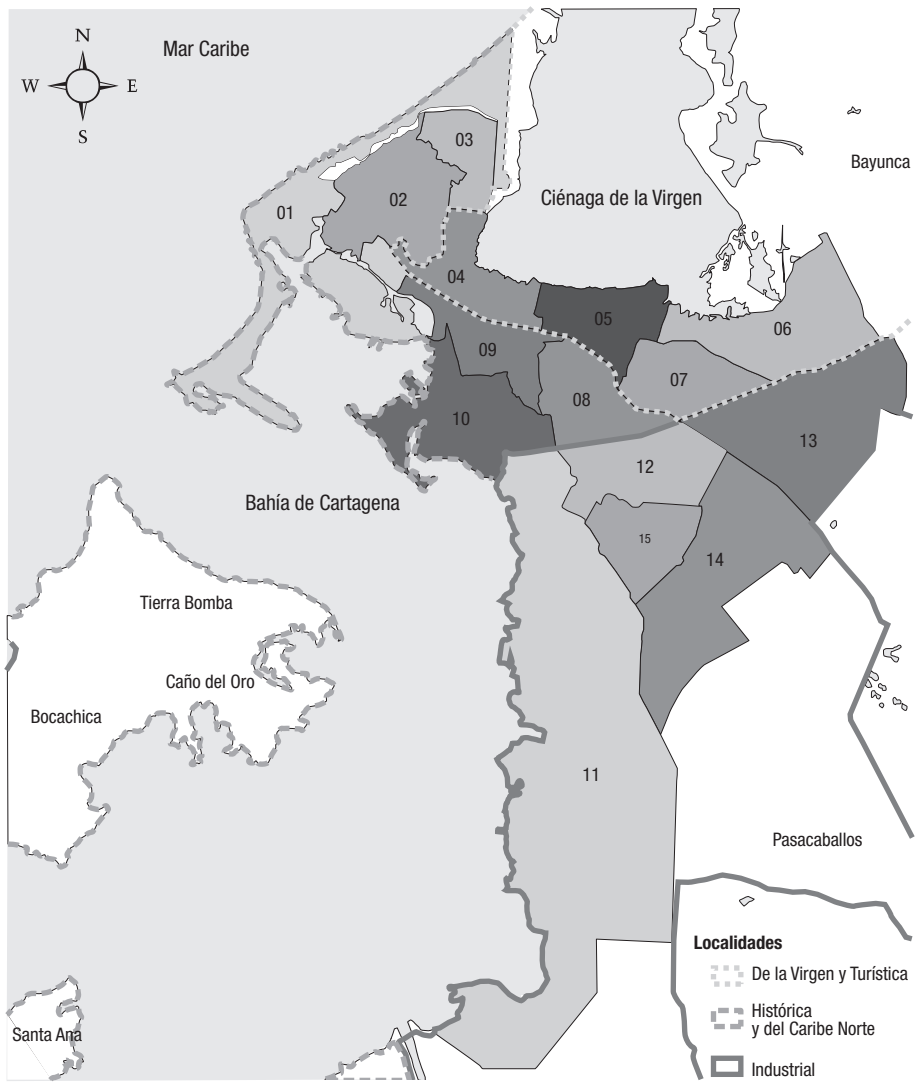 N
Mar Caribe
W E
S
03
Bayunca
Ciénaga de la Virgen
02
01
04
05
06
09
07
08
10
13
12
Bahía de Cartagena
15
14
Tierra Bomba
Caño del Oro
Bocachica
11
Pasacaballos
Localidades
De la Virgen y Turística
Histórica
y del Caribe Norte
Santa Ana
Industrial